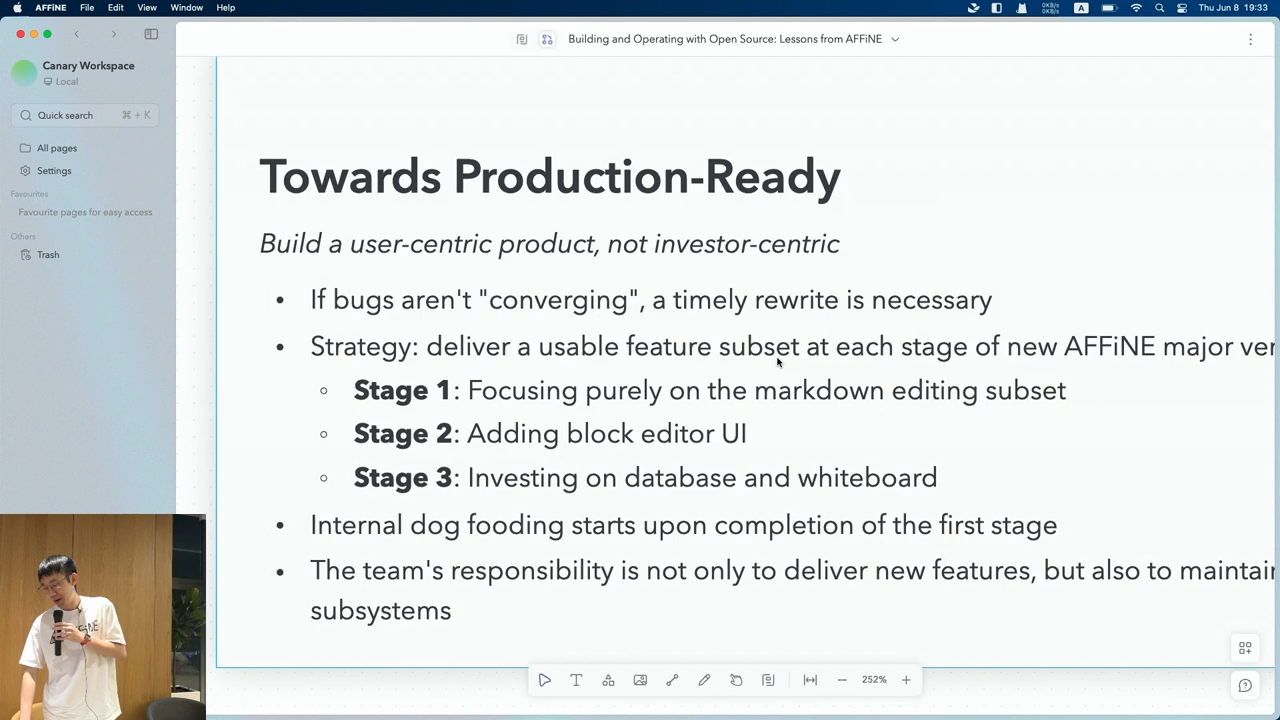 AFFiNE File Edit View Window Help
0KB/s
0KB/s
A
Thu Jun 8 19:33
Building and Operating with Open Source: Lessons from AFFiNE
Canary Workspace
Local
Quick search ⌘ + K
All pages
Settings
Favourites
Favourite pages for easy access
Others
Trash
Towards Production-Ready
Build a user-centric product, not investor-centric
• If bugs aren't "converging", a timely rewrite is necessary
• Strategy: deliver a usable feature subset at each stage of new AFFiNE major ver
◦ Stage 1: Focusing purely on the markdown editing subset
◦ Stage 2: Adding block editor UI
◦ Stage 3: Investing on database and whiteboard
• Internal dog fooding starts upon completion of the first stage
• The team's responsibility is not only to deliver new features, but also to maintain
subsystems
252%